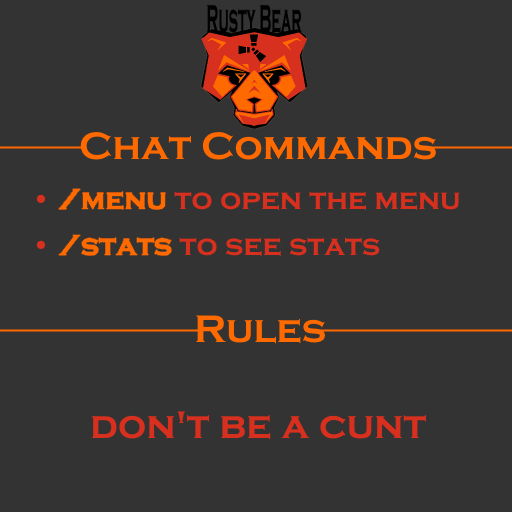 Rusty Bear
Chat Commands
• /menu to open the menu
• /stats to see stats
Rules
don't be a cunt